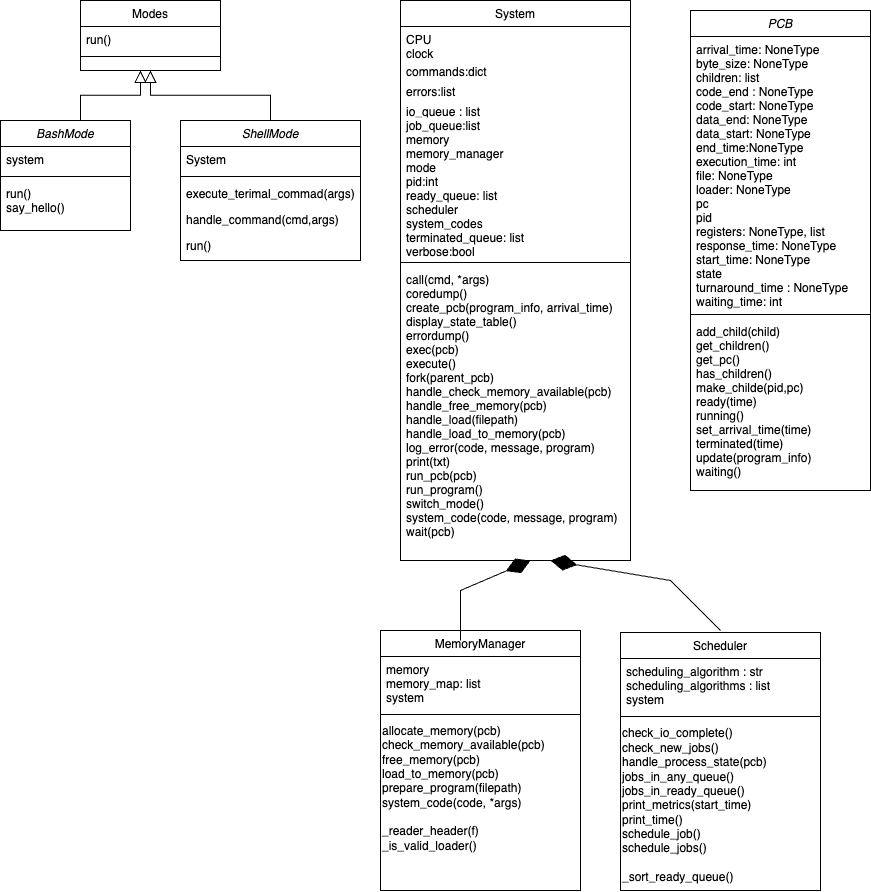 Modes
run()
BashMode
system
run()
say_hello()
ShellMode
System
execute_terimal_commad(args)
handle_command(cmd,args)
run()
System
CPU
clock
commands:dict
errors:list
io_queue : list
job_queue:list
memory
memory_manager
mode
pid:int
ready_queue: list
scheduler
system_codes
terminated_queue: list
verbose:bool
call(cmd, *args)
coredump()
create_pcb(program_info, arrival_time)
display_state_table()
errordump()
exec(pcb)
execute()
fork(parent_pcb)
handle_check_memory_available(pcb)
handle_free_memory(pcb)
handle_load(filepath)
handle_load_to_memory(pcb)
log_error(code, message, program)
print(txt)
run_pcb(pcb)
run_program()
switch_mode()
system_code(code, message, program)
wait(pcb)
PCB
arrival_time: NoneType
byte_size: NoneType
children: list
code_end : NoneType
code_start: NoneType
data_end: NoneType
data_start: NoneType
end_time:NoneType
execution_time: int
file: NoneType
loader: NoneType
pc
pid
registers: NoneType, list
response_time: NoneType
start_time: NoneType
state
turnaround_time : NoneType
waiting_time: int
add_child(child)
get_children()
get_pc()
has_children()
make_childe(pid,pc)
ready(time)
running()
set_arrival_time(time)
terminated(time)
update(program_info)
waiting()
MemoryManager
memory
memory_map: list
system
allocate_memory(pcb)
check_memory_available(pcb)
free_memory(pcb)
load_to_memory(pcb)
prepare_program(filepath)
system_code(code, *args)
_reader_header(f)
_is_valid_loader()
Scheduler
scheduling_algorithm : str
scheduling_algorithms : list
system
check_io_complete()
check_new_jobs()
handle_process_state(pcb)
jobs_in_any_queue()
jobs_in_ready_queue()
print_metrics(start_time)
print_time()
schedule_job()
schedule_jobs()
_sort_ready_queue()